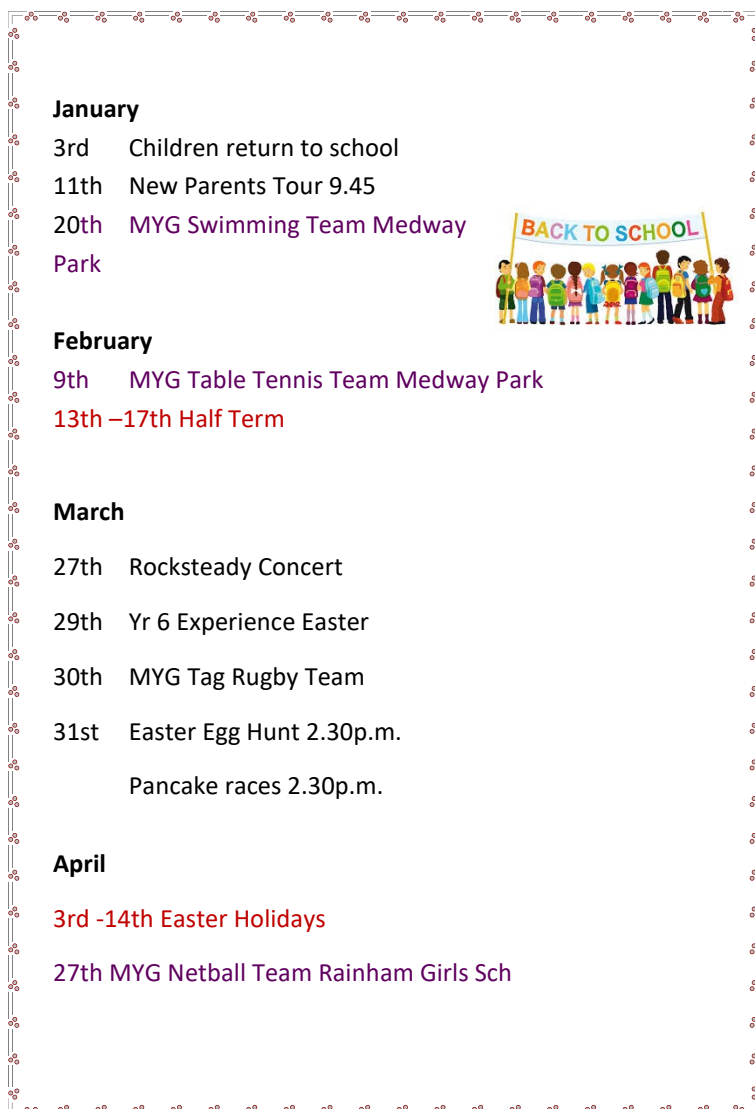 January
3rd Children return to school
11th New Parents Tour 9.45
20th MYG Swimming Team Medway
Park
BACK TO SCHOOL
February
9th MYG Table Tennis Team Medway Park
13th –17th Half Term
March
27th Rocksteady Concert
29th Yr 6 Experience Easter
30th MYG Tag Rugby Team
31st Easter Egg Hunt 2.30p.m.
Pancake races 2.30p.m.
April
3rd -14th Easter Holidays
27th MYG Netball Team Rainham Girls Sch